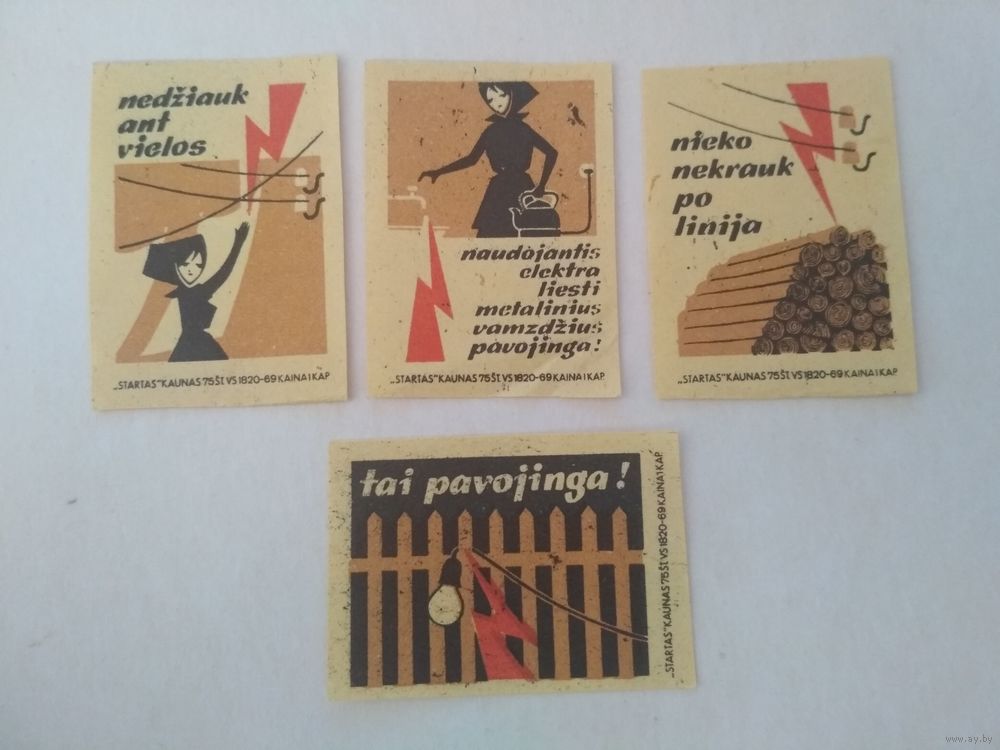 nedžiauk
ant
vielos
„STARTAS" KAUNAS 75 ŠT. VS 1820-69 KAINA 1 KAP.
naudojantis
elektra
liesti
metalinius
vamzdžius
pavojinga!
„STARTAS" KAUNAS 75 ŠT. VS 1820-69 KAINA 1 KAP.
nieko
nekrauk
po
linija
„STARTAS" KAUNAS 75 ŠT. VS 1820-69 KAINA 1 KAP.
tai pavojinga!
„STARTAS" KAUNAS 75 ŠT. VS 1820-69 KAINA 1 KAP.
www.ay.by